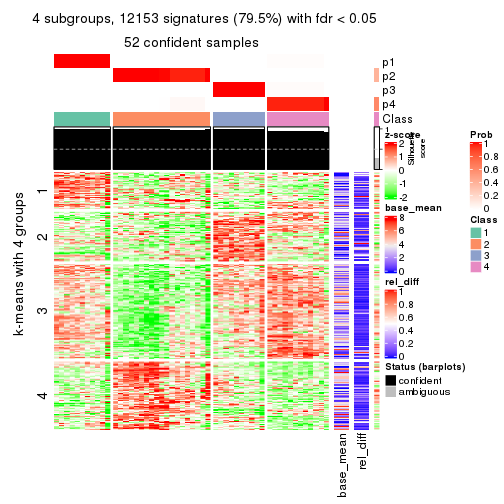 4 subgroups, 12153 signatures (79.5%) with fdr < 0.05
52 confident samples
p1
p2
p3
p4
Class
1
Silhouette
score
k-means with 4 groups
1
2
3
4
base_mean
rel_diff
z-score
2
1
0
-1
-2
base_mean
8
6
4
2
0
rel_diff
1
0.8
0.6
0.4
0.2
0
Status (barplots)
confident
ambiguous
Prob
1
0.8
0.6
0.4
0.2
0
Class
1
2
3
4